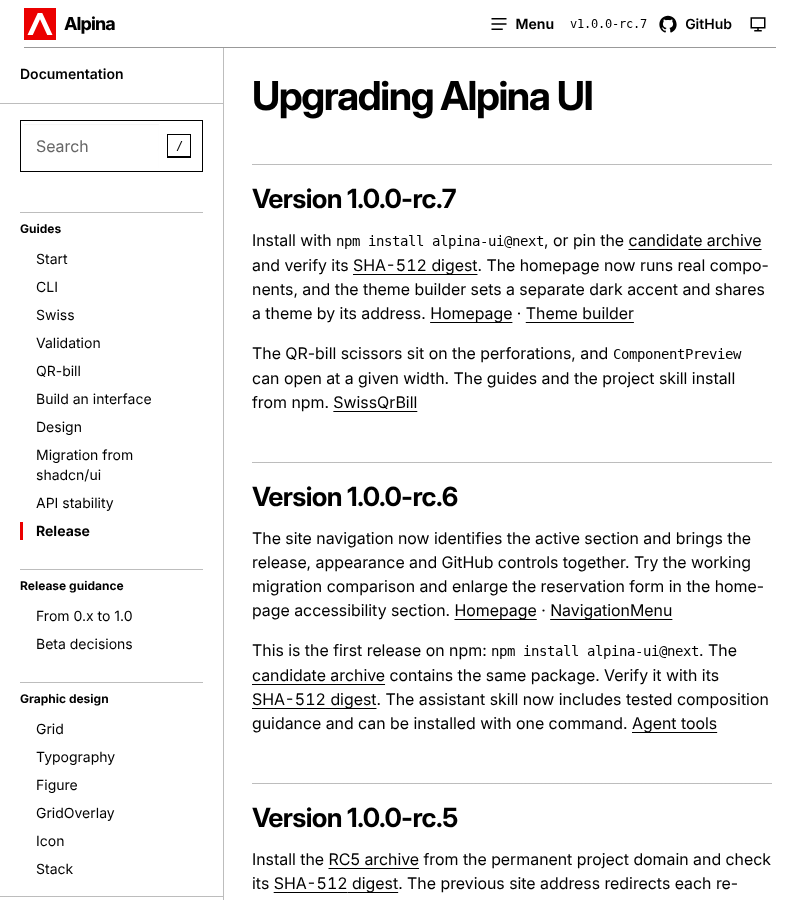 Alpina
Menu
v1.0.0-rc.7
GitHub
Documentation
Search
/
Guides
Start
CLI
Swiss
Validation
QR-bill
Build an interface
Design
Migration from
shadcn/ui
API stability
Release
Release guidance
From 0.x to 1.0
Beta decisions
Graphic design
Grid
Typography
Figure
GridOverlay
Icon
Stack
Upgrading Alpina UI
Version 1.0.0-rc.7
Install with npm install alpina-ui@next, or pin the candidate archive
and verify its SHA-512 digest. The homepage now runs real compo-
nents, and the theme builder sets a separate dark accent and shares
a theme by its address. Homepage · Theme builder
The QR-bill scissors sit on the perforations, and ComponentPreview
can open at a given width. The guides and the project skill install
from npm. SwissQrBill
Version 1.0.0-rc.6
The site navigation now identifies the active section and brings the
release, appearance and GitHub controls together. Try the working
migration comparison and enlarge the reservation form in the home-
page accessibility section. Homepage · NavigationMenu
This is the first release on npm: npm install alpina-ui@next. The
candidate archive contains the same package. Verify it with its
SHA-512 digest. The assistant skill now includes tested composition
guidance and can be installed with one command. Agent tools
Version 1.0.0-rc.5
Install the RC5 archive from the permanent project domain and check
its SHA-512 digest. The previous site address redirects each re-